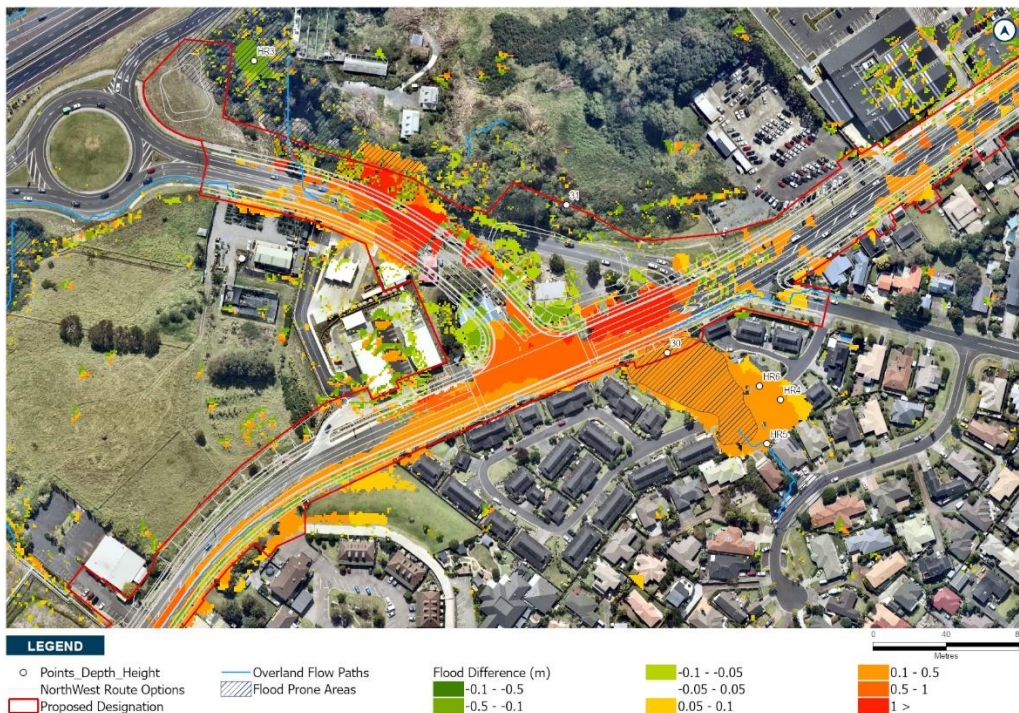 HR3
31
30
HR6
HR4
HR5
LEGEND
Points_Depth_Height
NorthWest Route Options
Proposed Designation
Overland Flow Paths
Flood Prone Areas
Flood Difference (m)
-0.1 - -0.5
-0.5 - -0.1
-0.1 - -0.05
-0.05 - 0.05
0.05 - 0.1
0.1 - 0.5
0.5 - 1
1 >
0 40 8
Metres